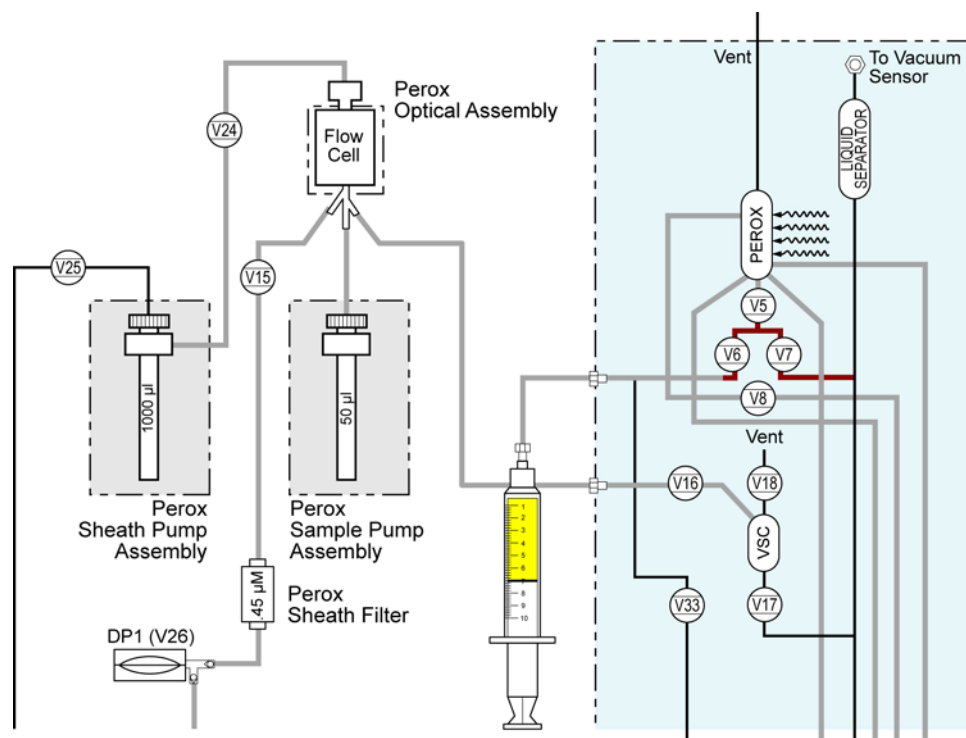 Vent
To Vacuum
Sensor
Perox
Optical Assembly
V24
Flow
Cell
LIQUID
SEPARATOR
PEROX
V25
V15
V5
V6
V7
1000 µl
50 µl
V8
Vent
Perox
Sheath Pump
Assembly
Perox
Sample Pump
Assembly
1
2
3
4
5
6
7
8
9
10
V16
V18
VSC
.45 µM
Perox
Sheath Filter
V33
V17
DP1 (V26)